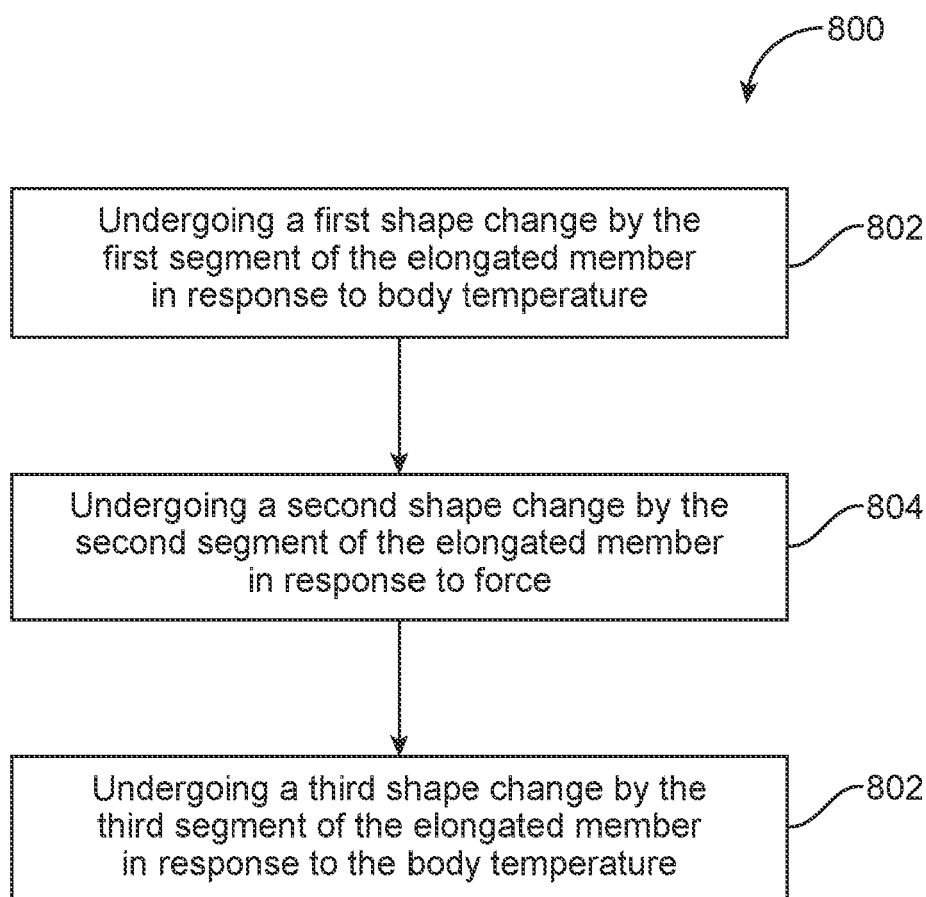 800
Undergoing a first shape change by the
first segment of the elongated member
in response to body temperature
802
Undergoing a second shape change by the
second segment of the elongated member
in response to force
804
Undergoing a third shape change by the
third segment of the elongated member
in response to the body temperature
802